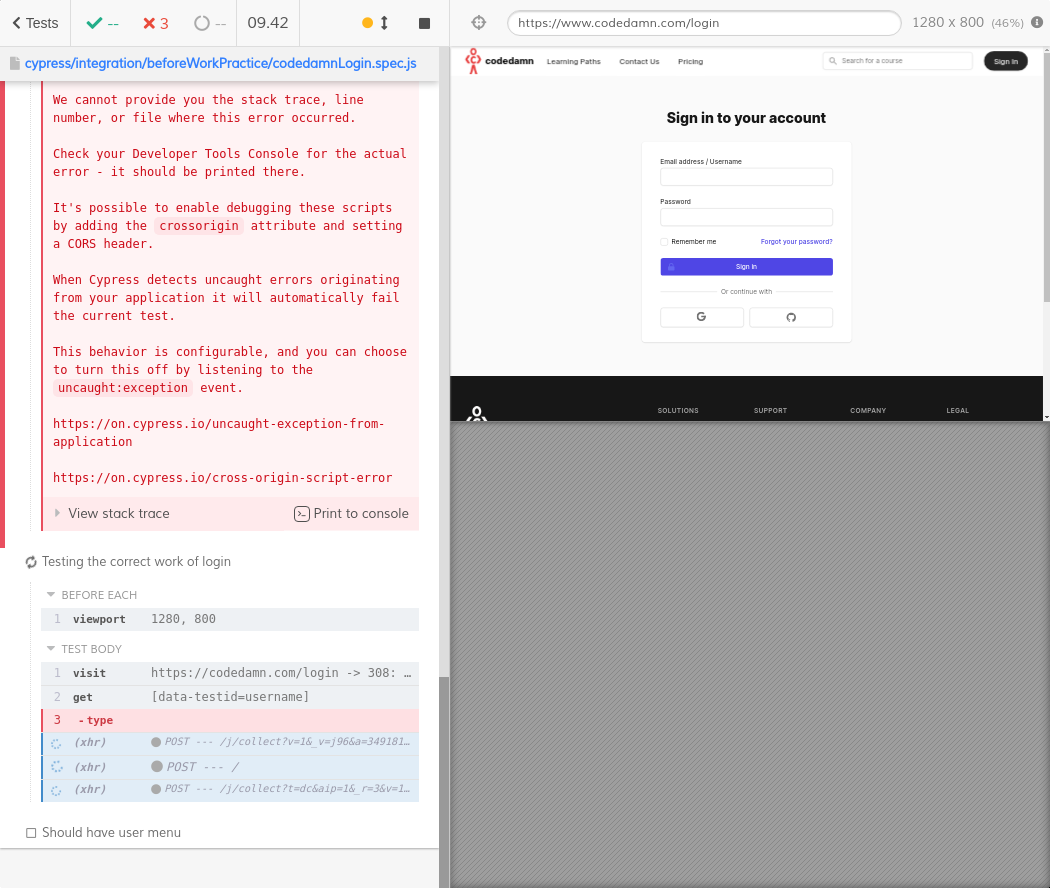 Tests
--
3
--
09.42
https://www.codedamn.com/login
1280 x 800 (46%)
cypress/integration/beforeWorkPractice/codedamnLogin.spec.js
We cannot provide you the stack trace, line
number, or file where this error occurred.
Check your Developer Tools Console for the actual
error - it should be printed there.
It's possible to enable debugging these scripts
by adding the crossorigin attribute and setting
a CORS header.
When Cypress detects uncaught errors originating
from your application it will automatically fail
the current test.
This behavior is configurable, and you can choose
to turn this off by listening to the
uncaught:exception event.
https://on.cypress.io/uncaught-exception-from-
application
https://on.cypress.io/cross-origin-script-error
View stack trace
Print to console
Testing the correct work of login
BEFORE EACH
1 viewport 1280, 800
TEST BODY
1 visit https://codedamn.com/login -> 308: …
2 get [data-testid=username]
3 -type
(xhr) POST --- /j/collect?v=1&_v=j96&a=349181…
(xhr) POST --- /
(xhr) POST --- /j/collect?t=dc&aip=1&_r=3&v=1…
Should have user menu
codedamn
Learning Paths
Contact Us
Pricing
Search for a course
Sign In
Sign in to your account
Email address / Username
Password
Remember me
Forgot your password?
Sign in
Or continue with
SOLUTIONS
SUPPORT
COMPANY
LEGAL